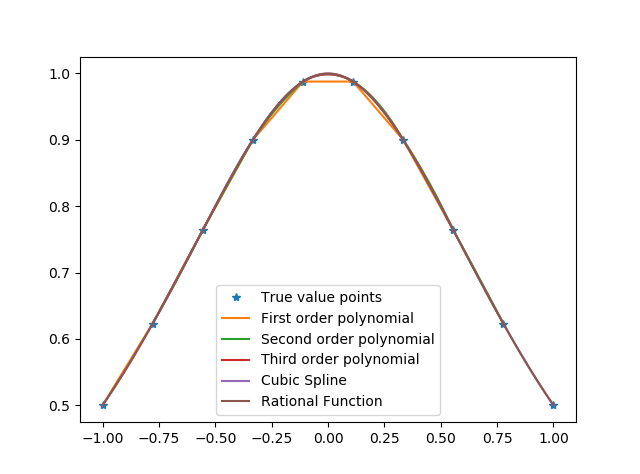 1.0
0.9
0.8
0.7
0.6
0.5
True value points
First order polynomial
Second order polynomial
Third order polynomial
Cubic Spline
Rational Function
−1.00 −0.75 −0.50 −0.25 0.00 0.25 0.50 0.75 1.00